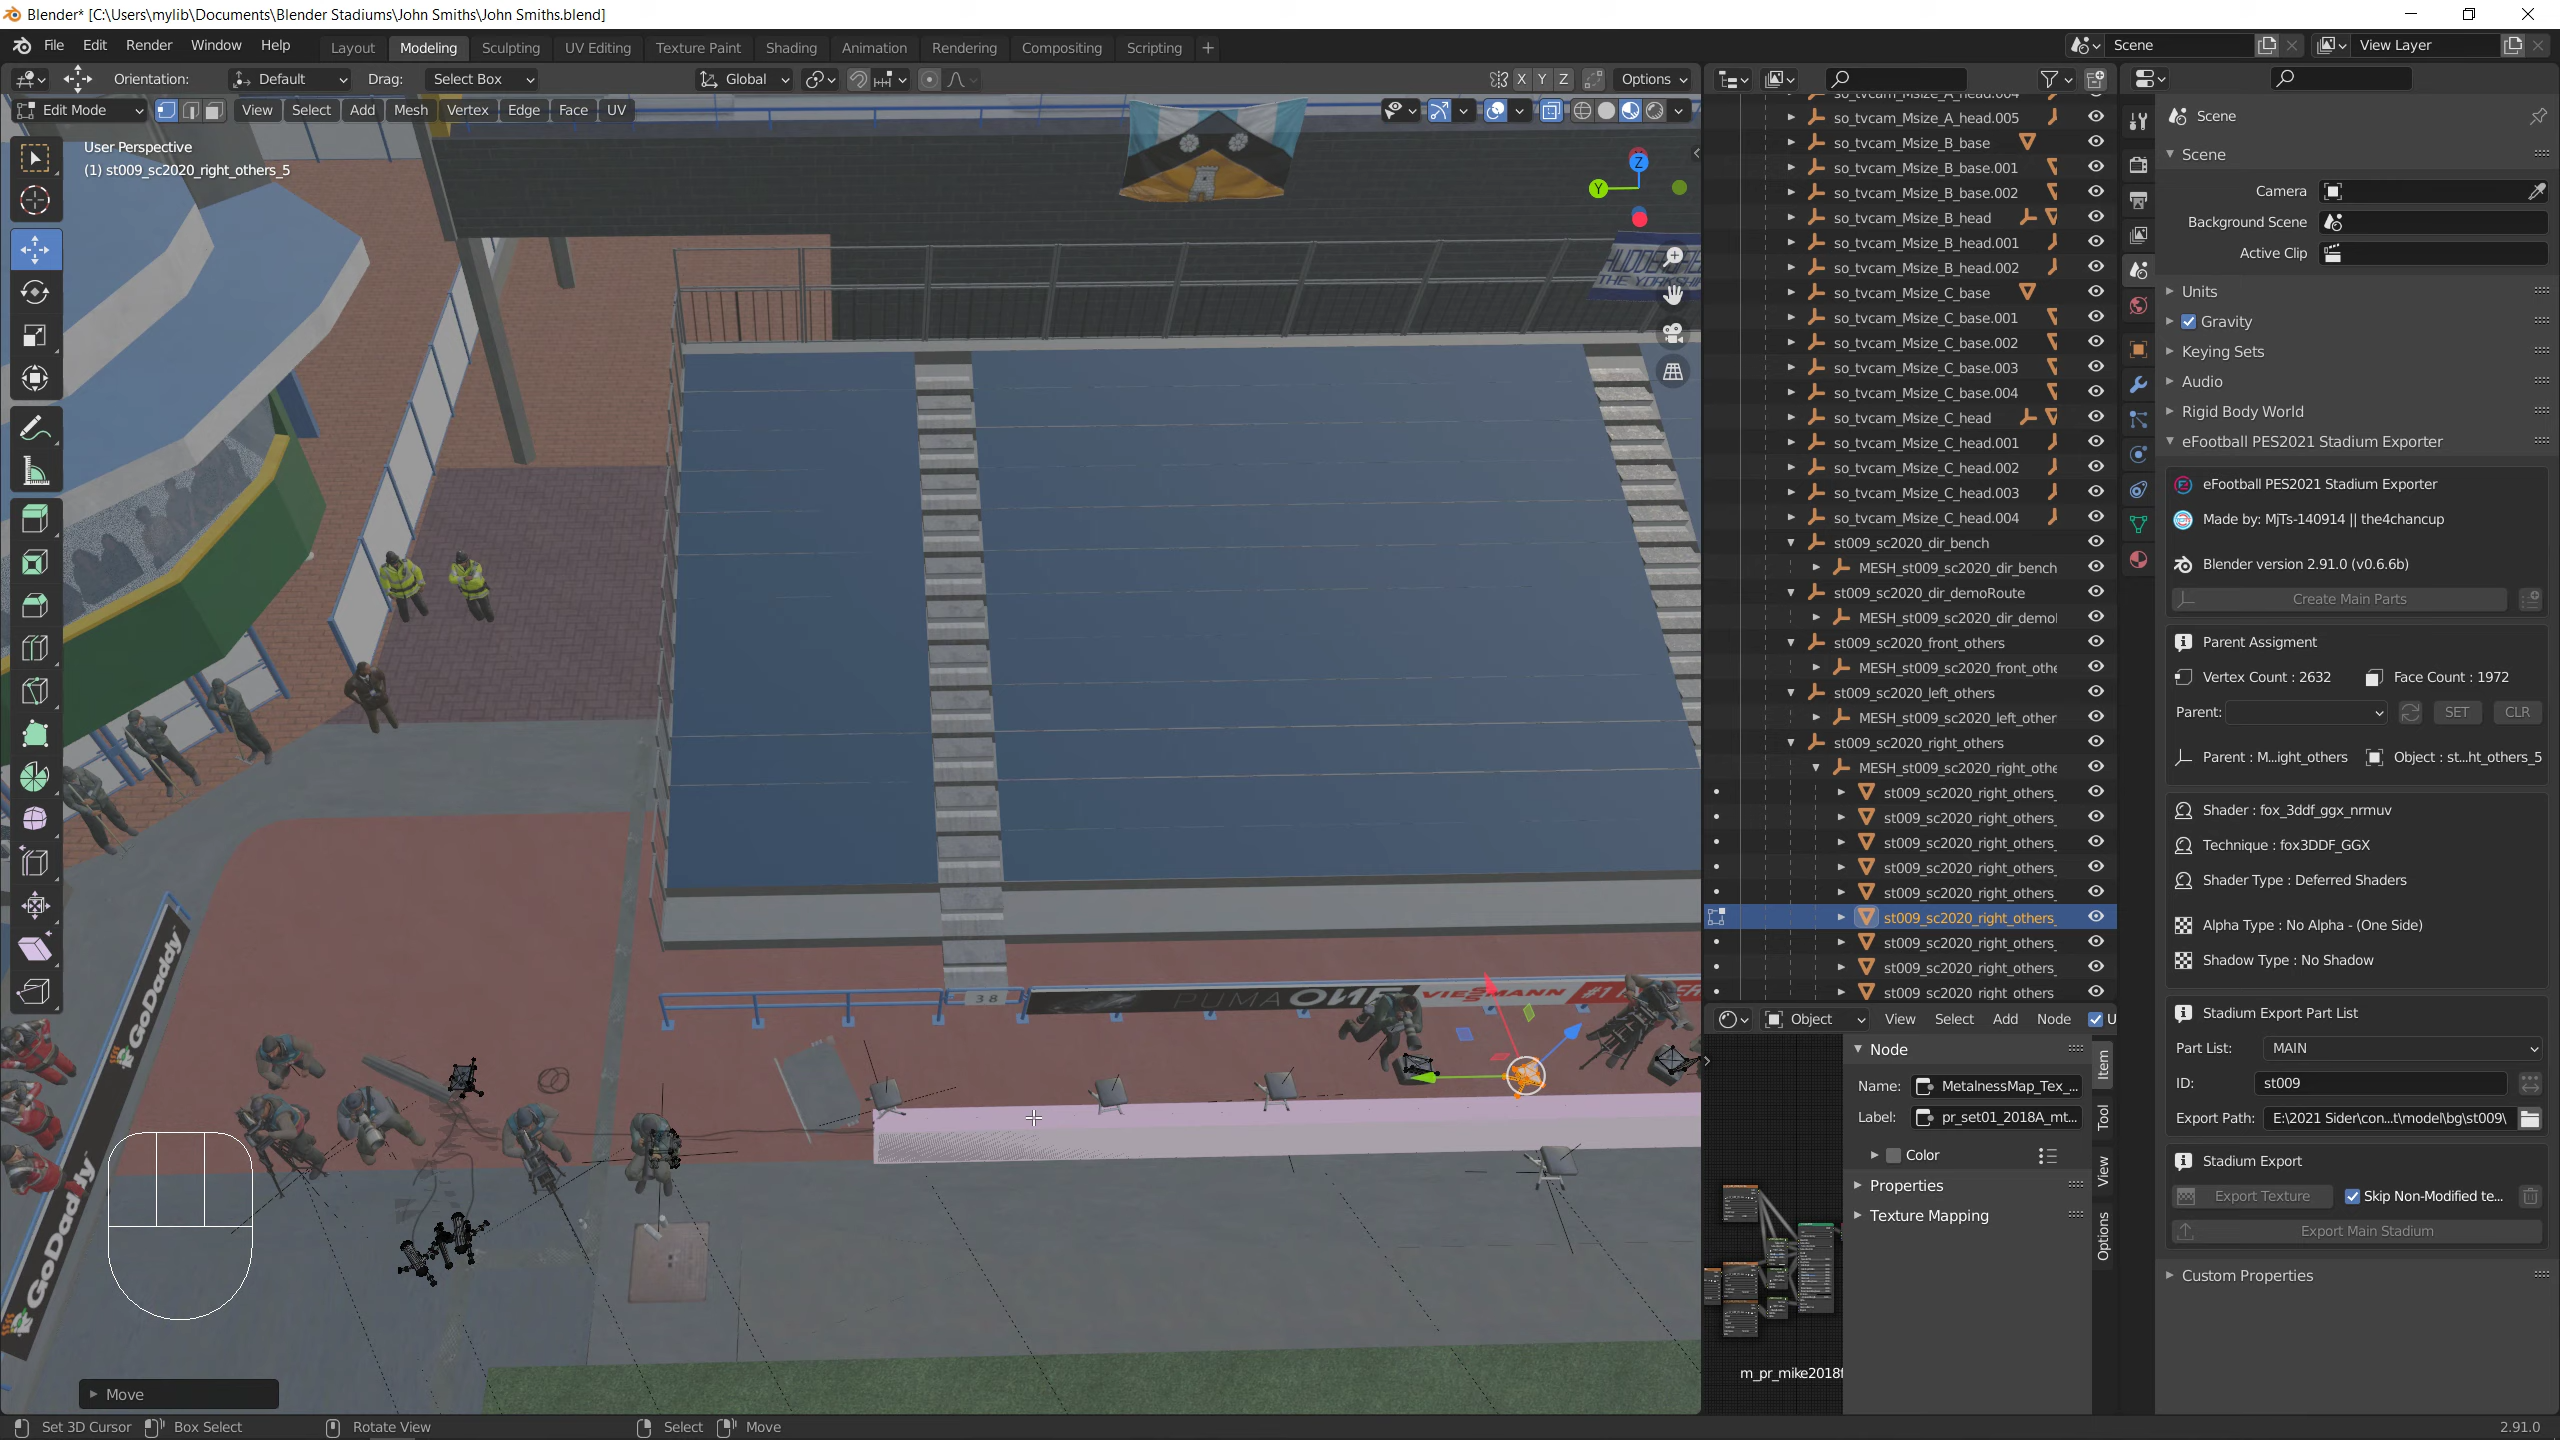 Blender* [C:\Users\mylib\Documents\Blender Stadiums\John Smiths\John Smiths.blend]
File Edit Render Window Help Layout Modeling Sculpting UV Editing Texture Paint Shading Animation Rendering Compositing Scripting + Scene View Layer
Orientation: Default Drag: Select Box Global X Y Z Options
Edit Mode View Select Add Mesh Vertex Edge Face UV
User Perspective
(1) st009_sc2020_right_others_5
Z
Y
THE YORKSHI
38
PUMA ONE VIESSMANN #1
GoDaddy
GoDaddy
Move
so_tvcam_Msize_A_head.004
so_tvcam_Msize_A_head.005
so_tvcam_Msize_B_base
so_tvcam_Msize_B_base.001
so_tvcam_Msize_B_base.002
so_tvcam_Msize_B_head
so_tvcam_Msize_B_head.001
so_tvcam_Msize_B_head.002
so_tvcam_Msize_C_base
so_tvcam_Msize_C_base.001
so_tvcam_Msize_C_base.002
so_tvcam_Msize_C_base.003
so_tvcam_Msize_C_base.004
so_tvcam_Msize_C_head
so_tvcam_Msize_C_head.001
so_tvcam_Msize_C_head.002
so_tvcam_Msize_C_head.003
so_tvcam_Msize_C_head.004
st009_sc2020_dir_bench
MESH_st009_sc2020_dir_bench
st009_sc2020_dir_demoRoute
MESH_st009_sc2020_dir_demo
st009_sc2020_front_others
MESH_st009_sc2020_front_othe
st009_sc2020_left_others
MESH_st009_sc2020_left_other
st009_sc2020_right_others
MESH_st009_sc2020_right_othe
st009_sc2020_right_others_
st009_sc2020_right_others_
st009_sc2020_right_others_
st009_sc2020_right_others_
st009_sc2020_right_others_
st009_sc2020_right_others_
st009_sc2020_right_others_
st009_sc2020_right_others_
st009_sc2020_right_others
Object View Select Add Node U
Node
Name: MetalnessMap_Tex_...
Label: pr_set01_2018A_mt...
Color
Properties
Texture Mapping
Item
Tool
View
Options
m_pr_mike2018f
Scene
Scene
Camera
Background Scene
Active Clip
Units
Gravity
Keying Sets
Audio
Rigid Body World
eFootball PES2021 Stadium Exporter
eFootball PES2021 Stadium Exporter
Made by: MjTs-140914 || the4chancup
Blender version 2.91.0 (v0.6.6b)
Create Main Parts
Parent Assigment
Vertex Count : 2632 Face Count : 1972
Parent: SET CLR
Parent : M...ight_others Object : st...ht_others_5
Shader : fox_3ddf_ggx_nrmuv
Technique : fox3DDF_GGX
Shader Type : Deferred Shaders
Alpha Type : No Alpha - (One Side)
Shadow Type : No Shadow
Stadium Export Part List
Part List: MAIN
ID: st009
Export Path: E:\2021 Sider\con...t\model\bg\st009\
Stadium Export
Export Texture Skip Non-Modified te...
Export Main Stadium
Custom Properties
Set 3D Cursor Box Select Rotate View Select Move 2.91.0